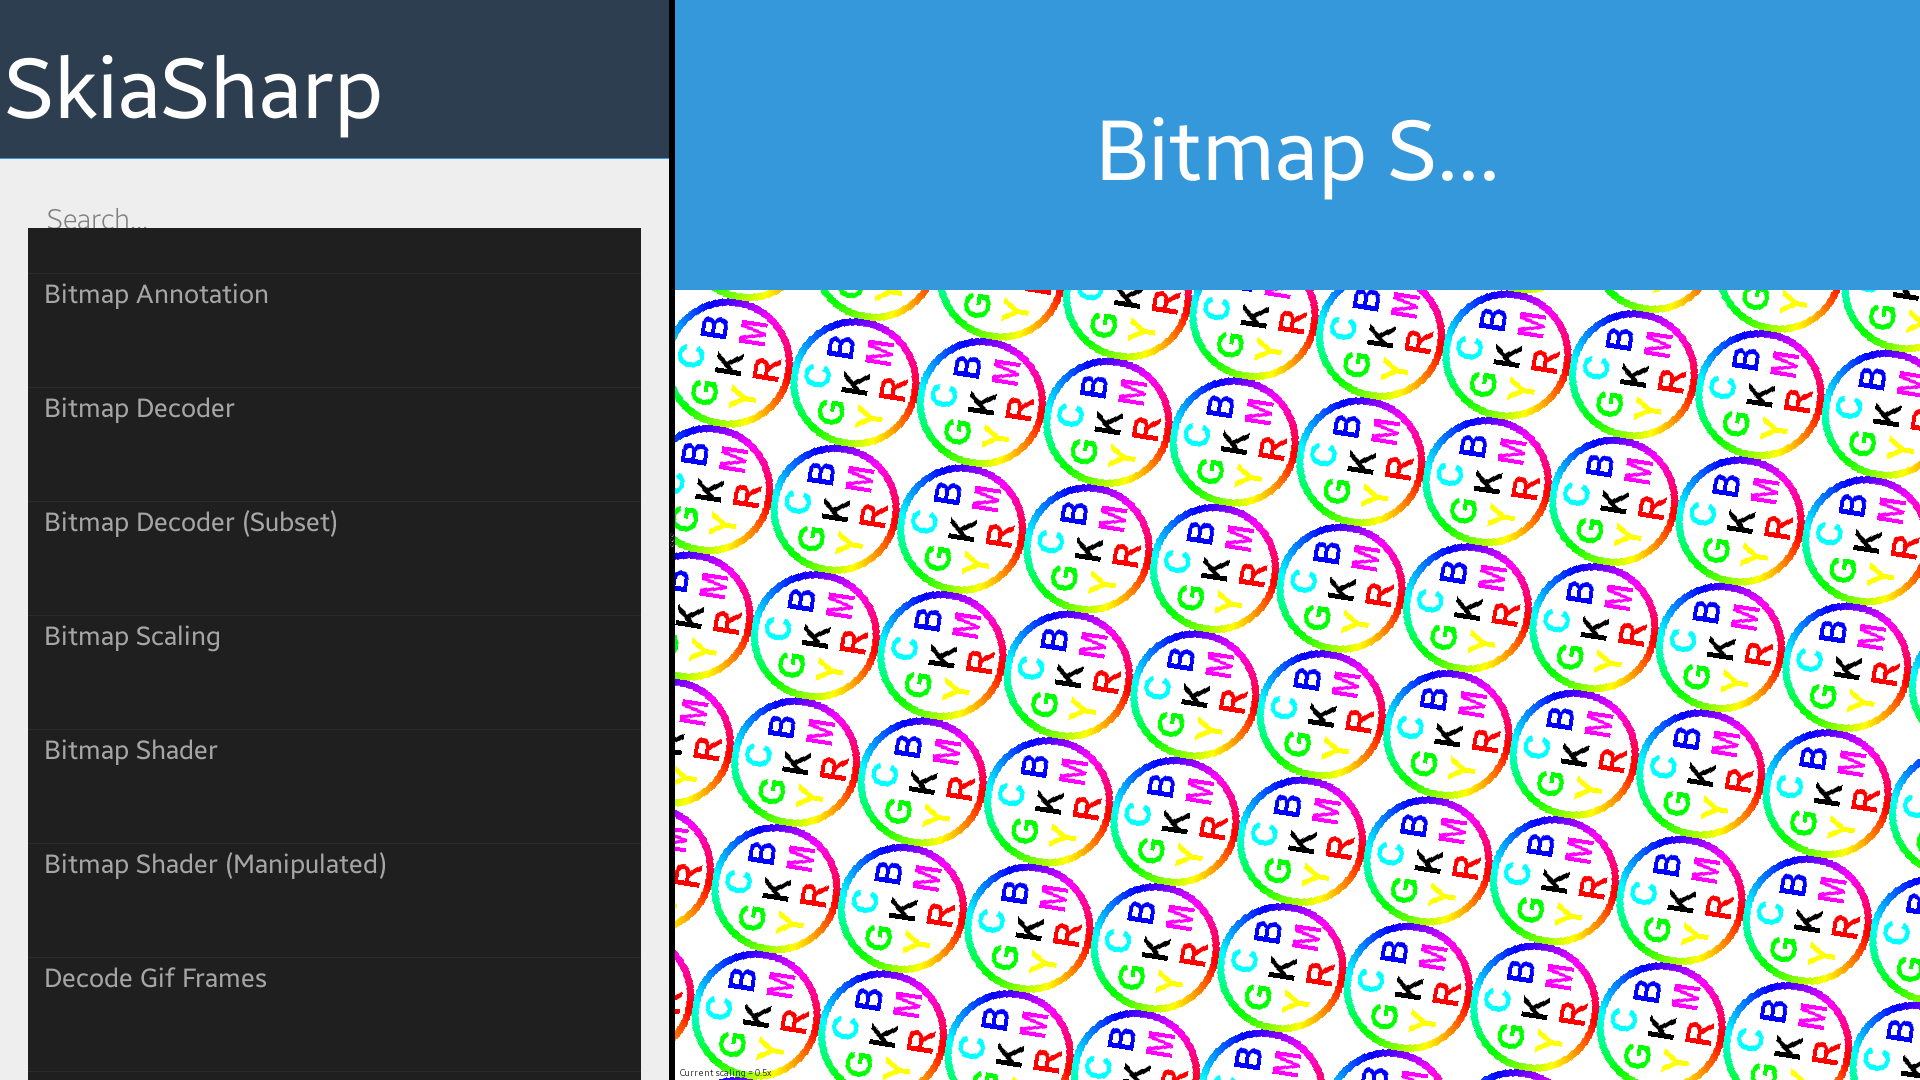 SkiaSharp
Search...
Bitmap Annotation
Bitmap Decoder
Bitmap Decoder (Subset)
Bitmap Scaling
Bitmap Shader
Bitmap Shader (Manipulated)
Decode Gif Frames
Bitmap S...
B M
C K R
G Y
Current scaling = 0.5x